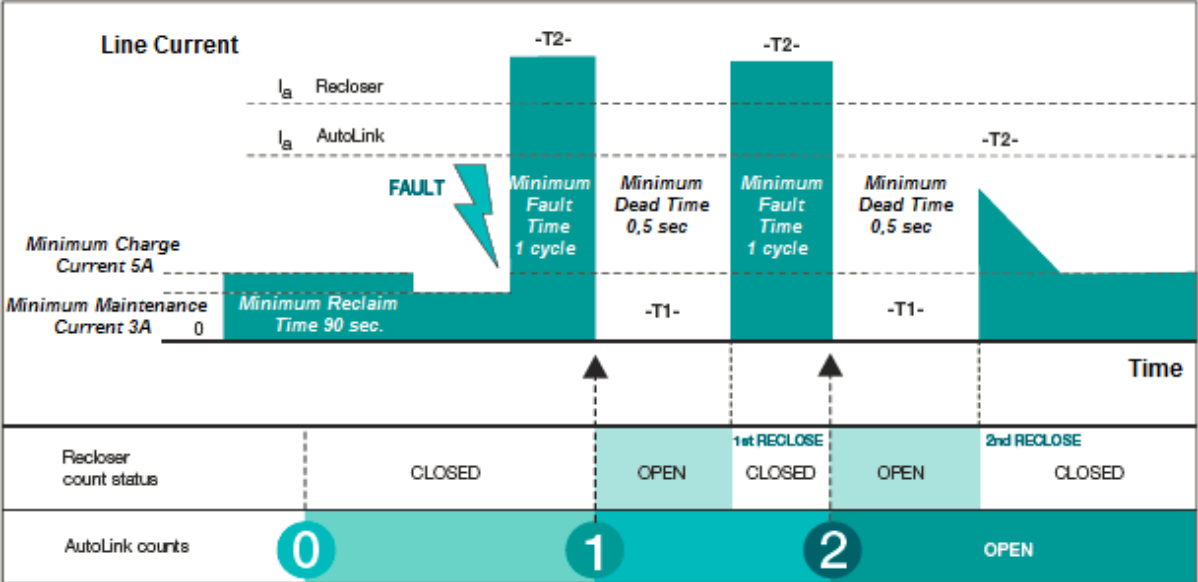 Line Current
-T2-
-T2-
Ia Recloser
Ia AutoLink
-T2-
FAULT
Minimum
Fault
Time
1 cycle
Minimum
Dead Time
0,5 sec
Minimum
Fault
Time
1 cycle
Minimum
Dead Time
0,5 sec
Minimum Charge
Current 5A
Minimum Maintenance
Current 3A
0
Minimum Reclaim
Time 90 sec.
-T1-
-T1-
Time
Recloser
count status
CLOSED
OPEN
1st RECLOSE
CLOSED
OPEN
2nd RECLOSE
CLOSED
AutoLink counts
0
1
2
OPEN